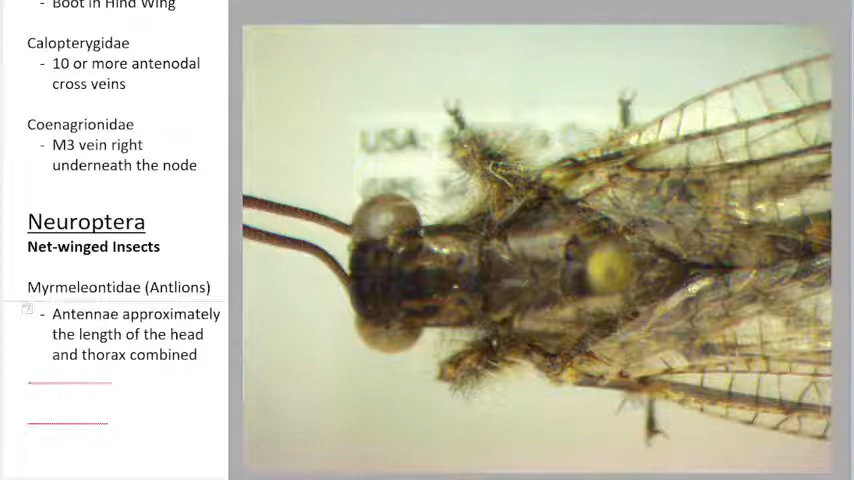 - Boot in Hind Wing
Calopterygidae
- 10 or more antenodal
cross veins
Coenagrionidae
- M3 vein right
underneath the node
Neuroptera
Net-winged Insects
Myrmeleontidae (Antlions)
- Antennae approximately
the length of the head
and thorax combined
USA: